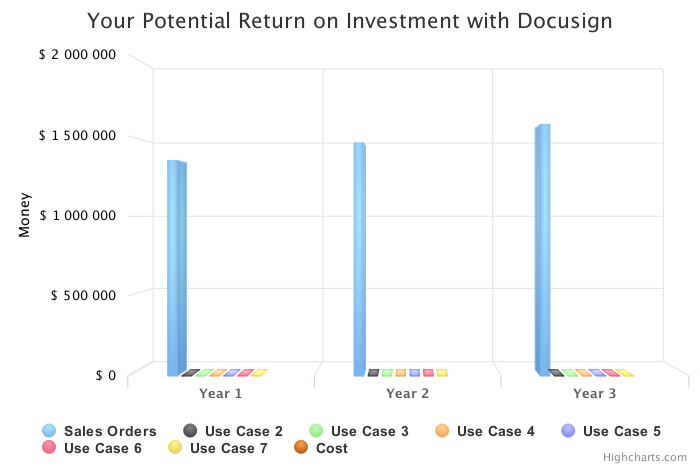 Your Potential Return on Investment with Docusign
$ 2 000 000
$ 1 500 000
$ 1 000 000
$ 500 000
$ 0
Money
Year 1
Year 2
Year 3
Sales Orders
Use Case 2
Use Case 3
Use Case 4
Use Case 5
Use Case 6
Use Case 7
Cost
Highcharts.com